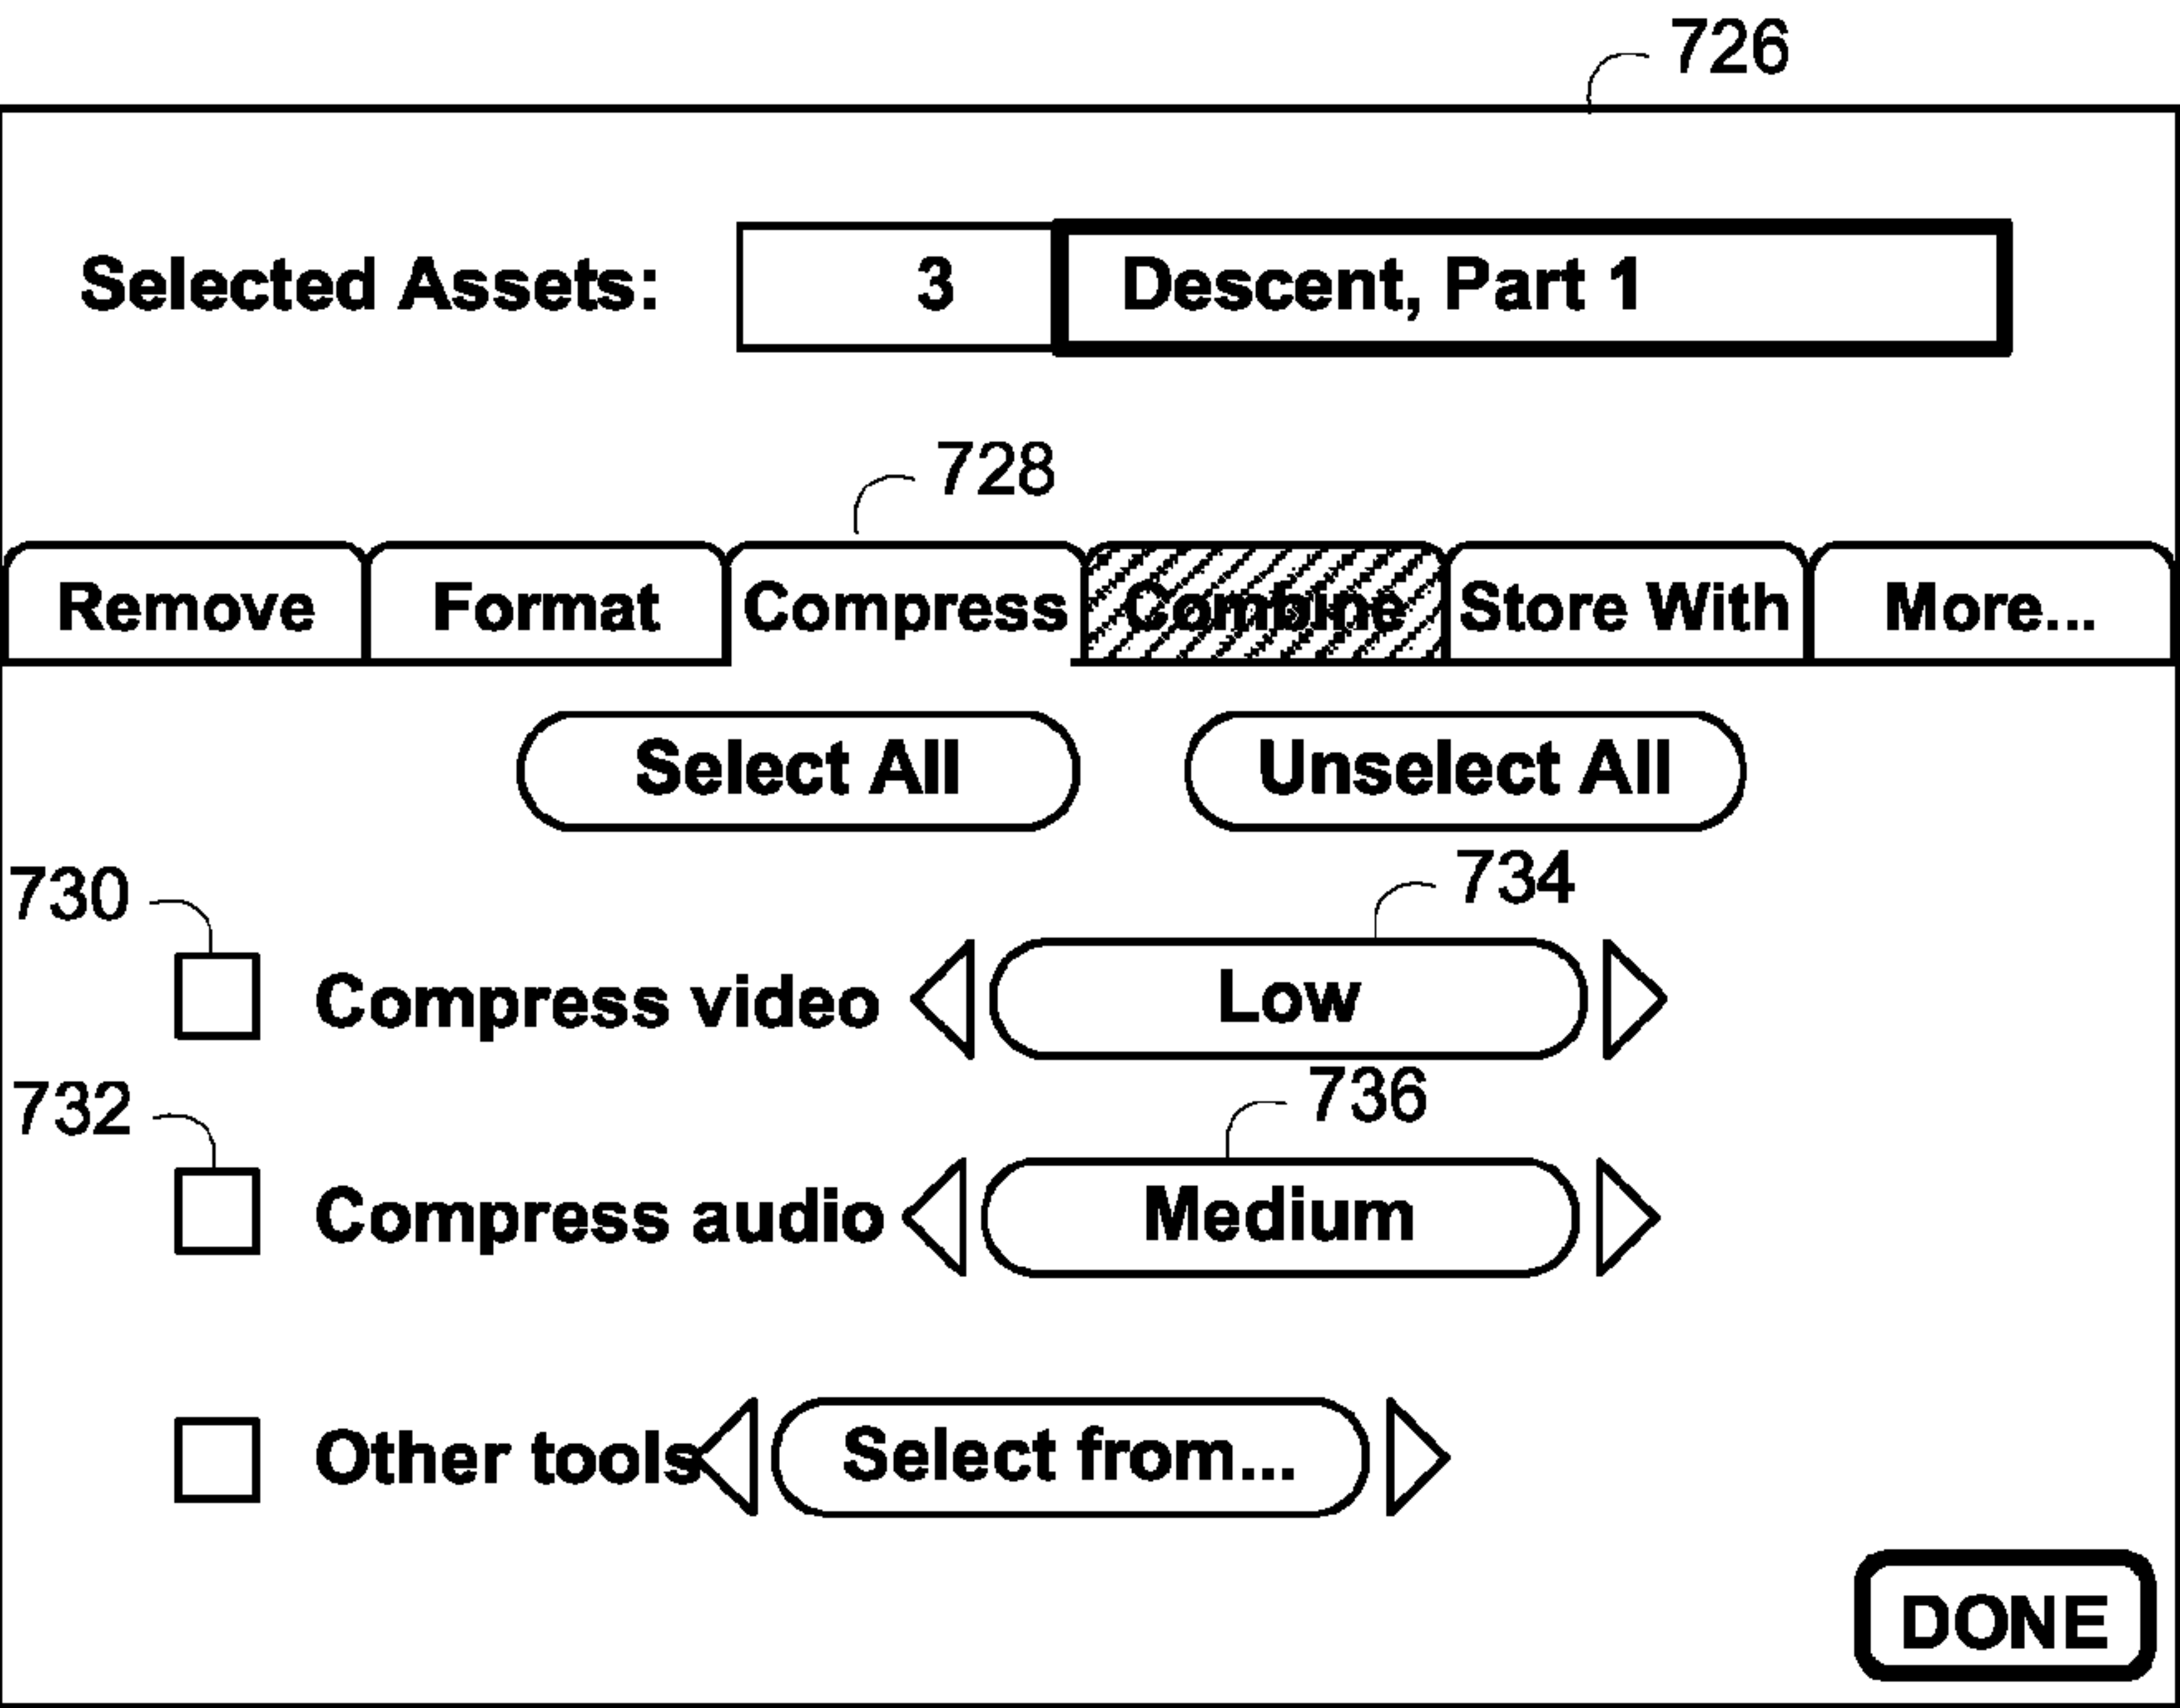 726
Selected Assets: 3 Descent, Part 1
728
Remove Format Compress Combine Store With More...
Select All Unselect All
730 734
Compress video Low
732 736
Compress audio Medium
Other tools Select from...
DONE